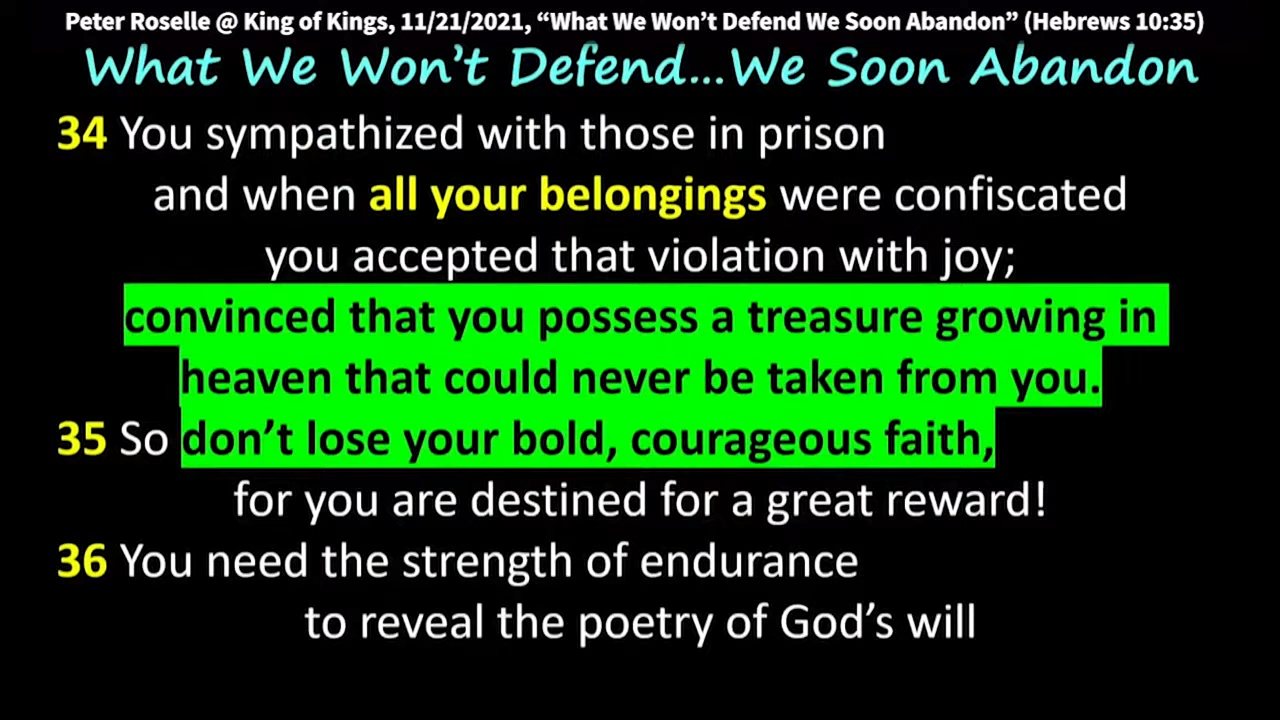 Peter Roselle @ King of Kings, 11/21/2021, “What We Won’t Defend We Soon Abandon” (Hebrews 10:35)
What We Won’t Defend...We Soon Abandon
34 You sympathized with those in prison
and when all your belongings were confiscated
you accepted that violation with joy;
convinced that you possess a treasure growing in
heaven that could never be taken from you.
35 So don’t lose your bold, courageous faith,
for you are destined for a great reward!
36 You need the strength of endurance
to reveal the poetry of God’s will